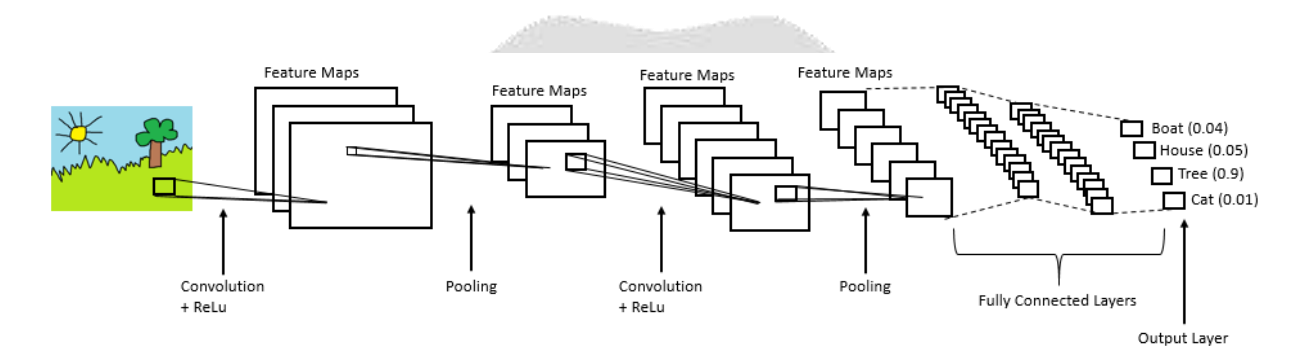 Feature Maps
Feature Maps
Feature Maps
Feature Maps
Boat (0.04)
House (0.05)
Tree (0.9)
Cat (0.01)
Convolution
+ ReLu
Pooling
Convolution
+ ReLu
Pooling
Fully Connected Layers
Output Layer